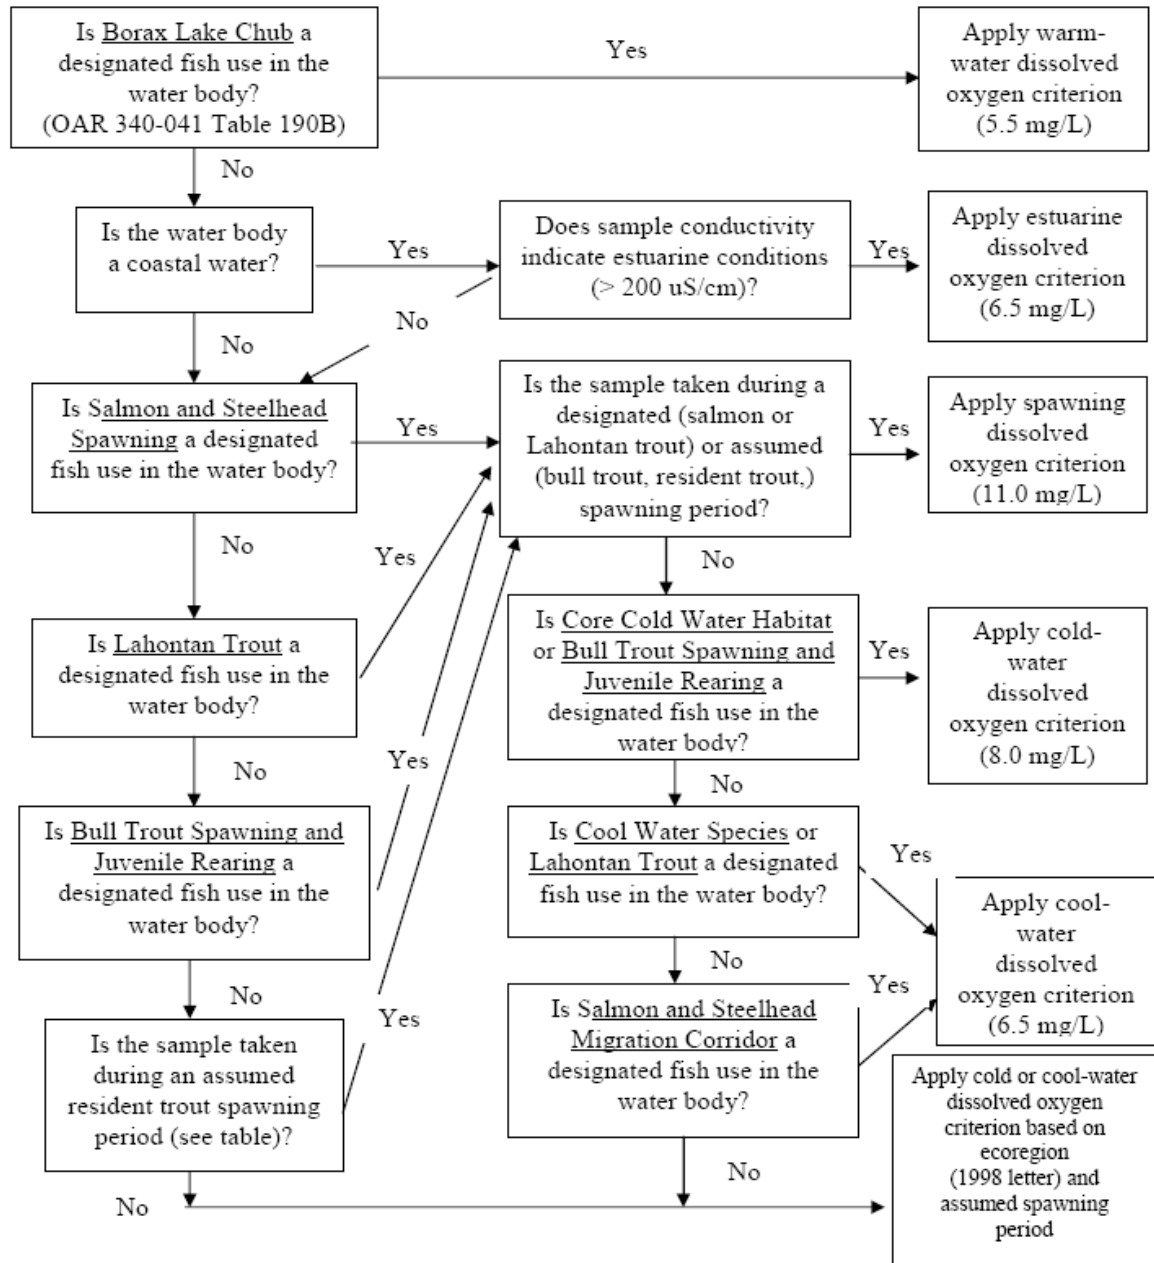 Is Borax Lake Chub a
designated fish use in the
water body?
(OAR 340-041 Table 190B)
Yes
Apply warm-
water dissolved
oxygen criterion
(5.5 mg/L)
No
Is the water body
a coastal water?
Yes
Does sample conductivity
indicate estuarine conditions
(> 200 uS/cm)?
Yes
Apply estuarine
dissolved
oxygen criterion
(6.5 mg/L)
No
No
Is Salmon and Steelhead
Spawning a designated
fish use in the water body?
Yes
Is the sample taken during a
designated (salmon or
Lahontan trout) or assumed
(bull trout, resident trout,)
spawning period?
Yes
Apply spawning
dissolved
oxygen criterion
(11.0 mg/L)
No
Yes
No
Is Lahontan Trout a
designated fish use in the
water body?
Is Core Cold Water Habitat
or Bull Trout Spawning and
Juvenile Rearing a
designated fish use in the
water body?
Yes
Apply cold-
water
dissolved
oxygen criterion
(8.0 mg/L)
No
Yes
No
Is Bull Trout Spawning and
Juvenile Rearing a
designated fish use in the
water body?
Is Cool Water Species or
Lahontan Trout a designated
fish use in the water body?
Yes
Apply cool-
water
dissolved
oxygen criterion
(6.5 mg/L)
No
Yes
No
Yes
Is the sample taken
during an assumed
resident trout spawning
period (see table)?
Is Salmon and Steelhead
Migration Corridor a
designated fish use in the
water body?
Apply cold or cool-water
dissolved oxygen
criterion based on
ecoregion
(1998 letter) and
assumed spawning
period
No
No